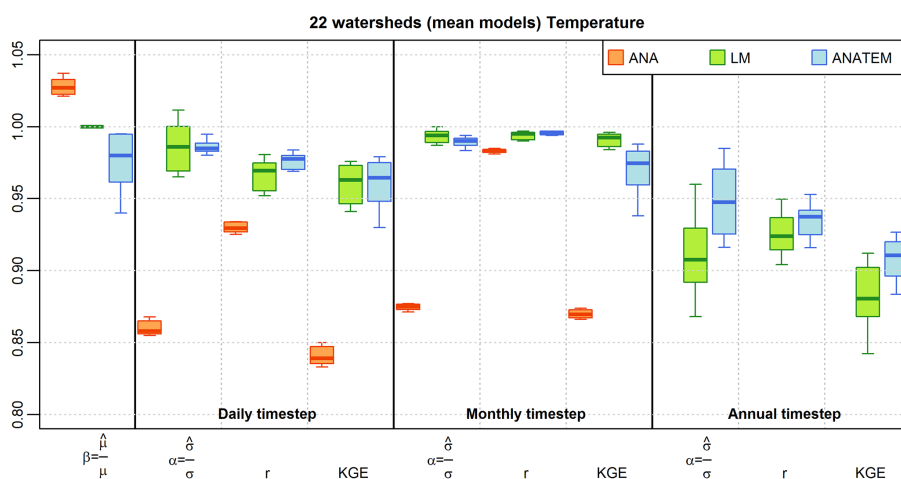 22 watersheds (mean models) Temperature
ANA LM ANATEM
1.05
1.00
0.95
0.90
0.85
0.80
Daily timestep Monthly timestep Annual timestep
β=μ̂/μ α=σ̂/σ r KGE α=σ̂/σ r KGE α=σ̂/σ r KGE